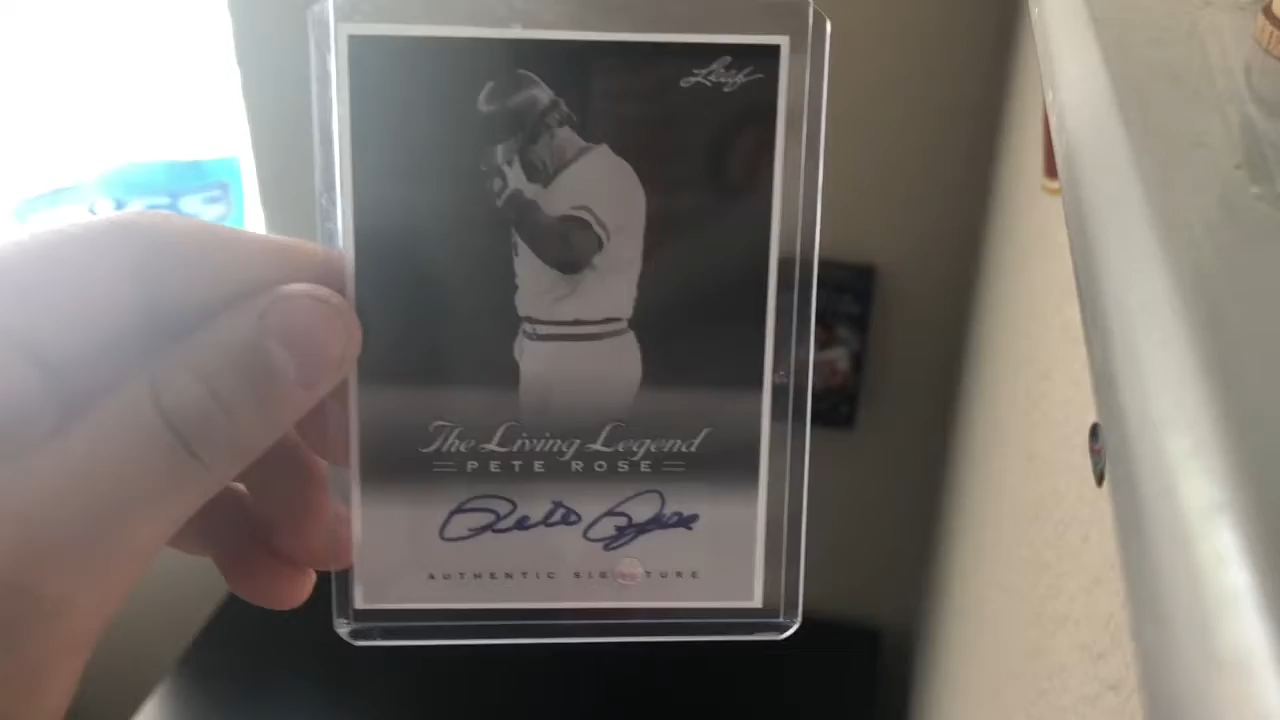 Leaf
The Living Legend
PETE ROSE
Pete Rose
AUTHENTIC SIGNATURE